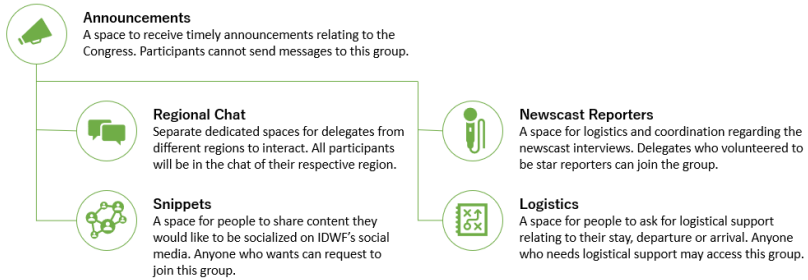 Announcements
A space to receive timely announcements relating to the
Congress. Participants cannot send messages to this group.
Regional Chat
Separate dedicated spaces for delegates from
different regions to interact. All participants
will be in the chat of their respective region.
Newscast Reporters
A space for logistics and coordination regarding the
newscast interviews. Delegates who volunteered to
be star reporters can join the group.
Snippets
A space for people to share content they
would like to be socialized on IDWF's social
media. Anyone who wants can request to
join this group.
Logistics
A space for people to ask for logistical support
relating to their stay, departure or arrival. Anyone
who needs logistical support may access this group.